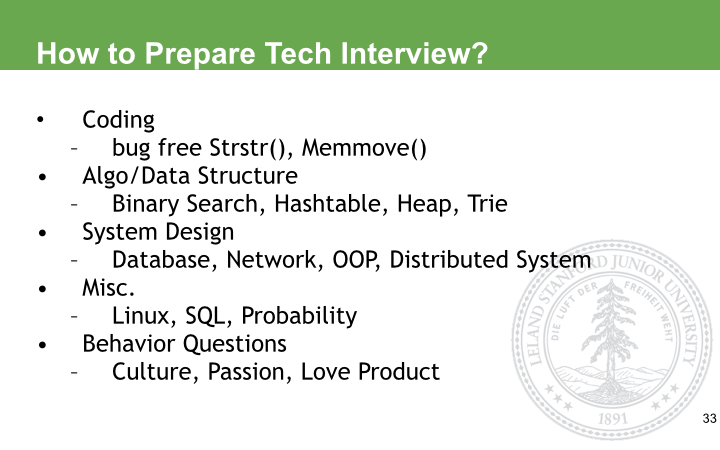 How to Prepare Tech Interview?
• Coding
– bug free Strstr(), Memmove()
• Algo/Data Structure
– Binary Search, Hashtable, Heap, Trie
• System Design
– Database, Network, OOP, Distributed System
• Misc.
– Linux, SQL, Probability
• Behavior Questions
– Culture, Passion, Love Product
LELAND STANFORD JUNIOR UNIVERSITY
DIE LUFT DER FREIHEIT WEHT
1891
33